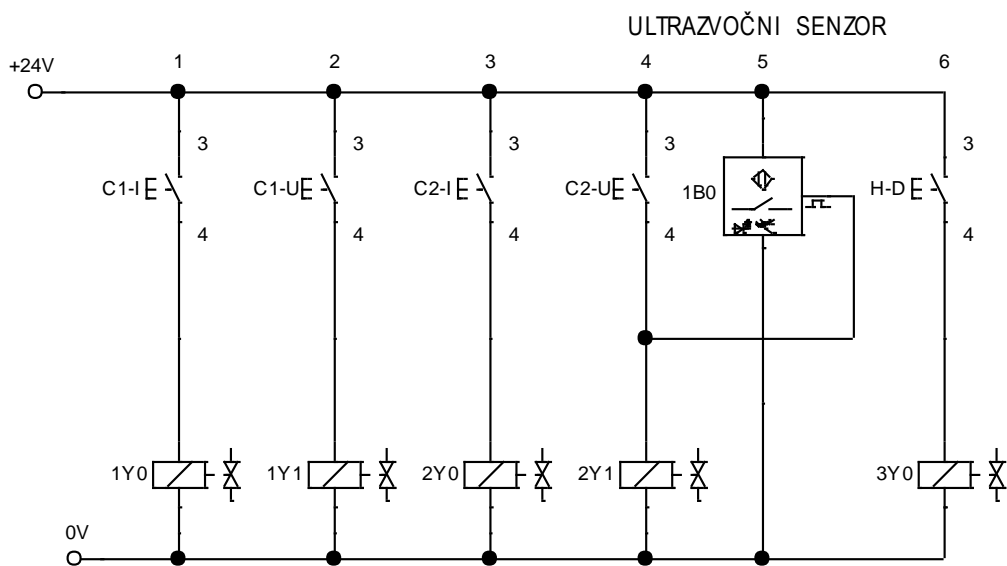 ULTRAZVOČNI SENZOR
1 2 3 4 5 6
+24V
3 3 3 3 3
C1-I C1-U C2-I C2-U 1B0 H-D
4 4 4 4 4
1Y0 1Y1 2Y0 2Y1 3Y0
0V